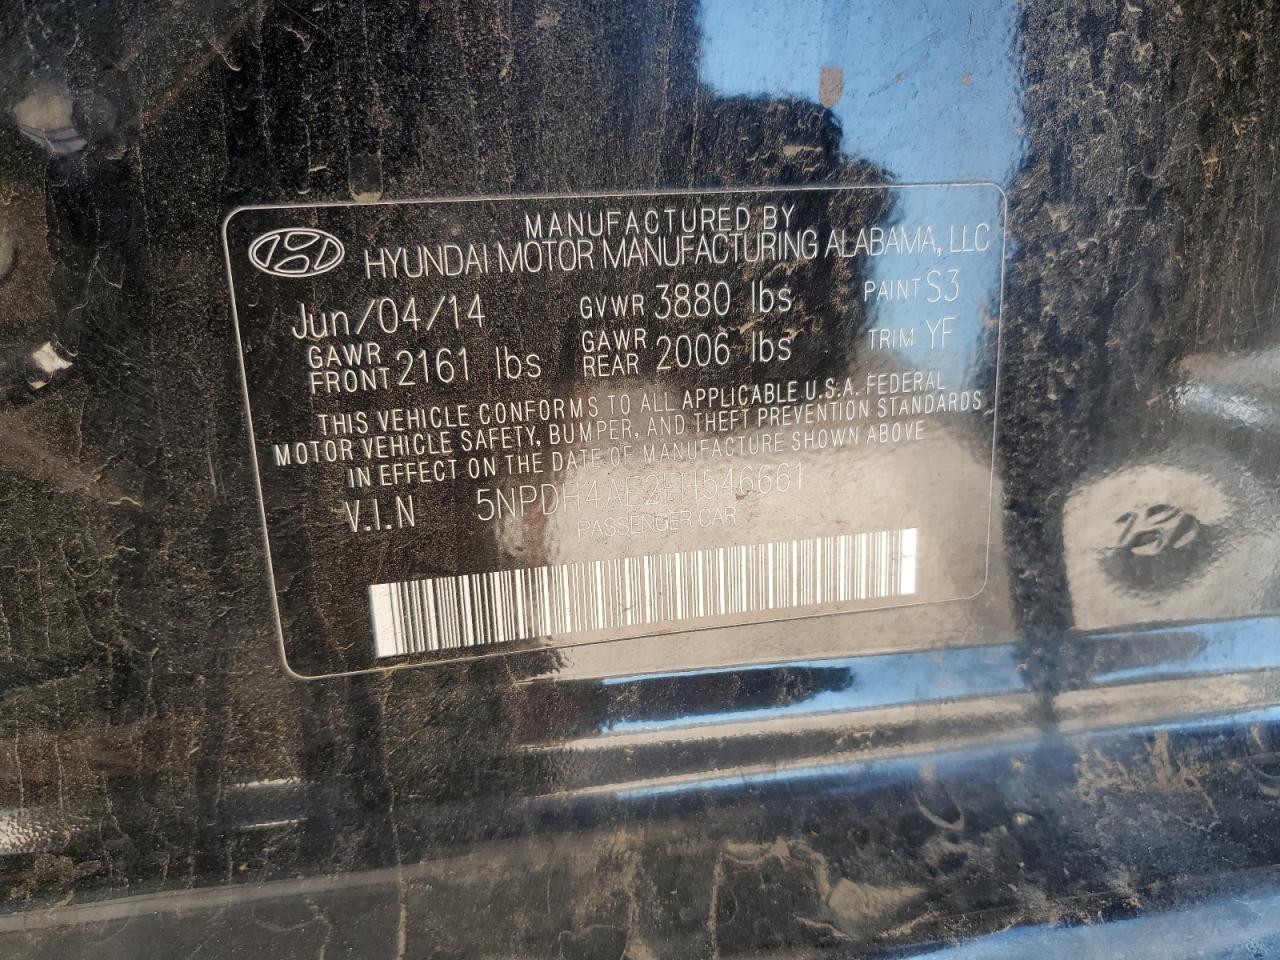 MANUFACTURED BY
HYUNDAI MOTOR MANUFACTURING ALABAMA, LLC
Jun/04/14 GVWR 3880 lbs PAINT S3
GAWR FRONT 2161 lbs GAWR REAR 2006 lbs TRIM YF
THIS VEHICLE CONFORMS TO ALL APPLICABLE U.S.A. FEDERAL
MOTOR VEHICLE SAFETY, BUMPER, AND THEFT PREVENTION STANDARDS
IN EFFECT ON THE DATE OF MANUFACTURE SHOWN ABOVE
V.I.N 5NPDH4AE2EH546661
PASSENGER CAR